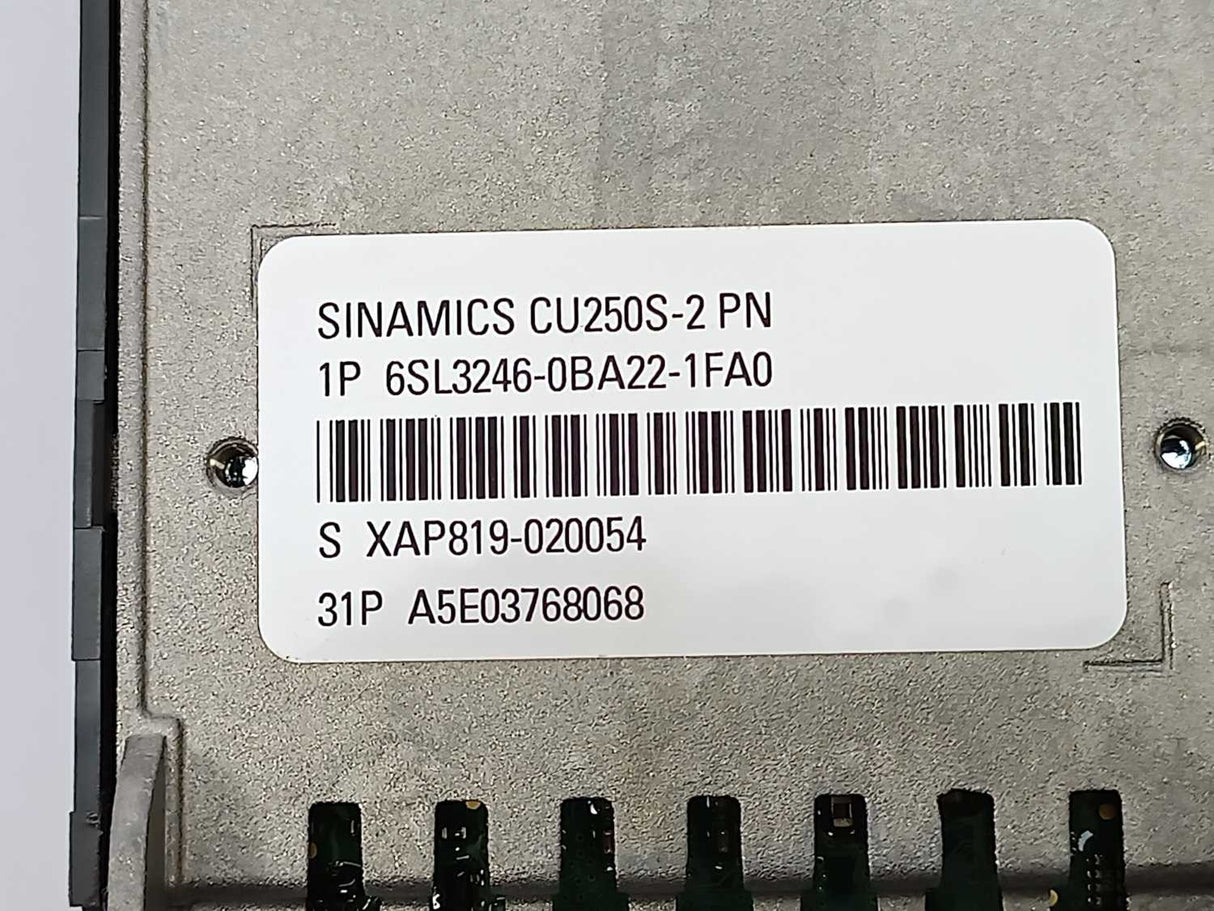 SINAMICS CU250S-2 PN
1P 6SL3246-0BA22-1FA0
S XAP819-020054
31P A5E03768068